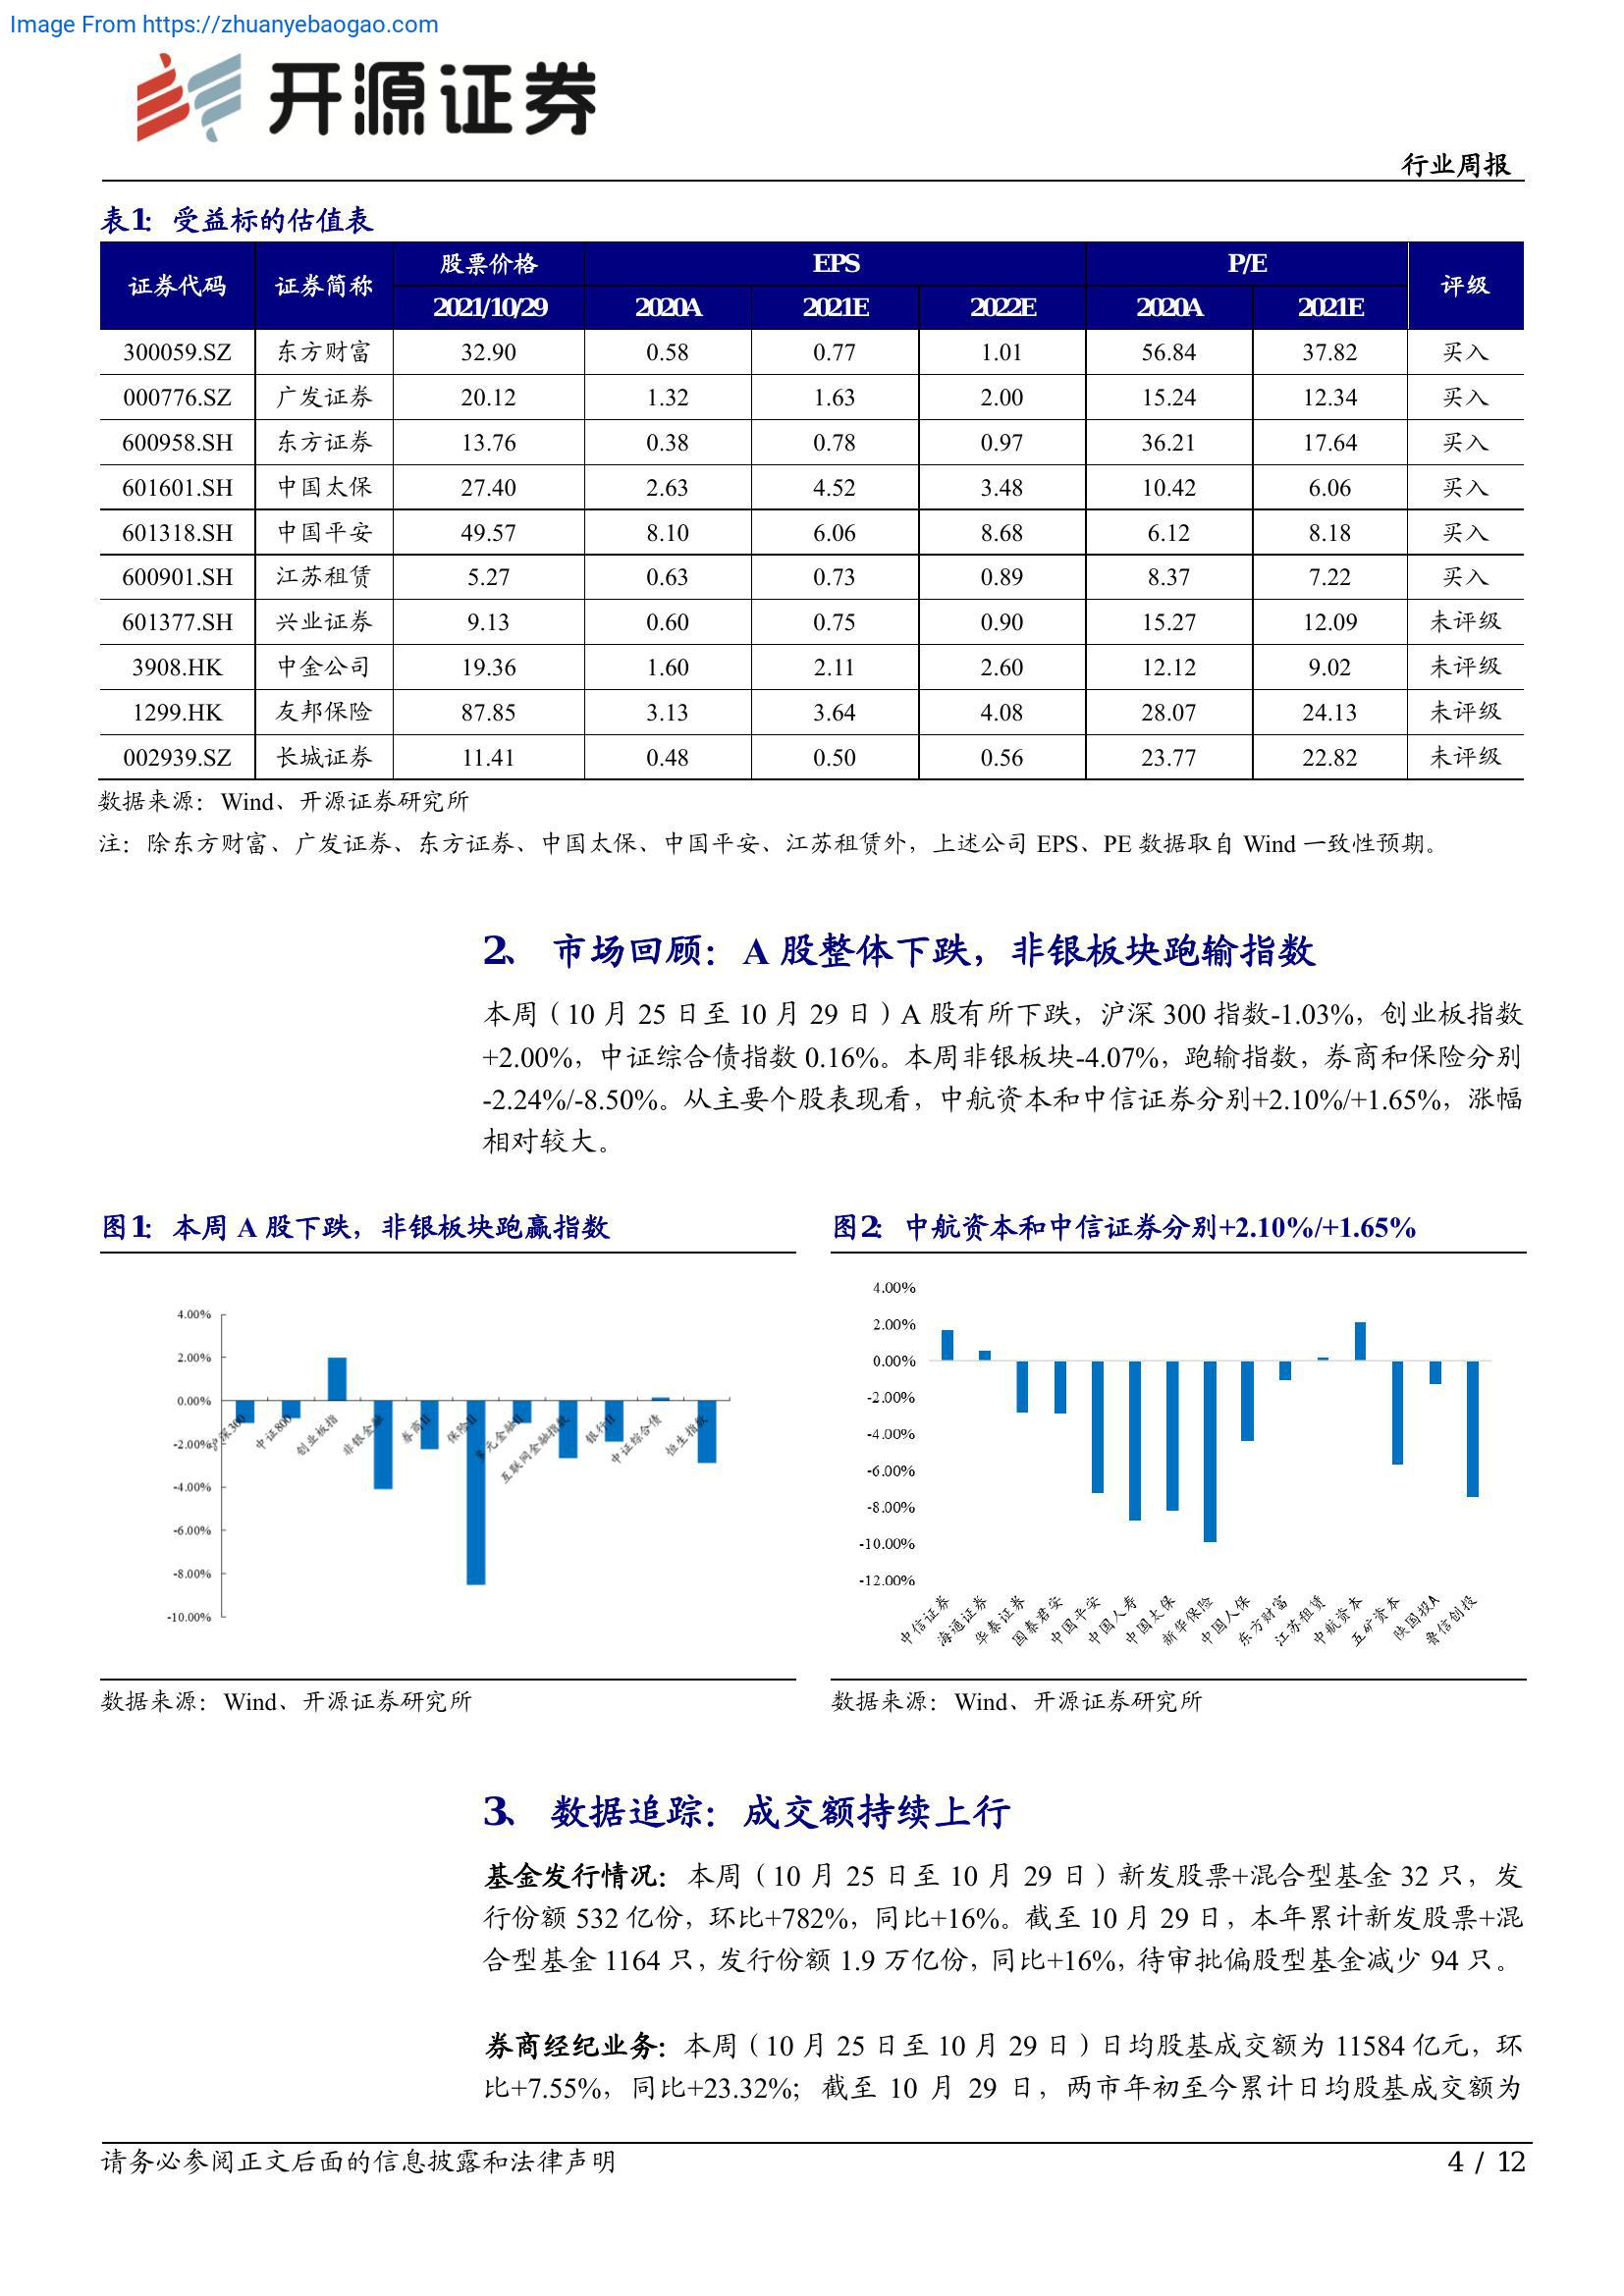 Image From https://zhuanyebaogao.com
开源证券
行业周报
表1: 受益标的估值表
证券代码 证券简称 股票价格 EPS P/E 评级
2021/10/29 2020A 2021E 2022E 2020A 2021E
300059.SZ 东方财富 32.90 0.58 0.77 1.01 56.84 37.82 买入
000776.SZ 广发证券 20.12 1.32 1.63 2.00 15.24 12.34 买入
600958.SH 东方证券 13.76 0.38 0.78 0.97 36.21 17.64 买入
601601.SH 中国太保 27.40 2.63 4.52 3.48 10.42 6.06 买入
601318.SH 中国平安 49.57 8.10 6.06 8.68 6.12 8.18 买入
600901.SH 江苏租赁 5.27 0.63 0.73 0.89 8.37 7.22 买入
601377.SH 兴业证券 9.13 0.60 0.75 0.90 15.27 12.09 未评级
3908.HK 中金公司 19.36 1.60 2.11 2.60 12.12 9.02 未评级
1299.HK 友邦保险 87.85 3.13 3.64 4.08 28.07 24.13 未评级
002939.SZ 长城证券 11.41 0.48 0.50 0.56 23.77 22.82 未评级
数据来源：Wind、开源证券研究所
注：除东方财富、广发证券、东方证券、中国太保、中国平安、江苏租赁外，上述公司 EPS、PE 数据取自 Wind 一致性预期。
2、 市场回顾：A 股整体下跌，非银板块跑输指数
本周（10 月 25 日至 10 月 29 日）A 股有所下跌，沪深 300 指数-1.03%，创业板指数
+2.00%，中证综合债指数 0.16%。本周非银板块-4.07%，跑输指数，券商和保险分别
-2.24%/-8.50%。从主要个股表现看，中航资本和中信证券分别+2.10%/+1.65%，涨幅
相对较大。
图1: 本周 A 股下跌，非银板块跑赢指数
4.00%
2.00%
0.00%
-2.00%
-4.00%
-6.00%
-8.00%
-10.00%
沪深300 中证800 创业板指 非银金融 券商II 保险II 多元金融II 互联网金融指数 银行II 中证综合债 恒生指数
数据来源：Wind、开源证券研究所
图2: 中航资本和中信证券分别+2.10%/+1.65%
4.00%
2.00%
0.00%
-2.00%
-4.00%
-6.00%
-8.00%
-10.00%
-12.00%
中信证券 海通证券 华泰证券 国泰君安 中国平安 中国人寿 中国太保 新华保险 中国人保 东方财富 江苏租赁 中航资本 五矿资本 陕国投A 鲁信创投
数据来源：Wind、开源证券研究所
3、 数据追踪：成交额持续上行
基金发行情况：本周（10 月 25 日至 10 月 29 日）新发股票+混合型基金 32 只，发
行份额 532 亿份，环比+782%，同比+16%。截至 10 月 29 日，本年累计新发股票+混
合型基金 1164 只，发行份额 1.9 万亿份，同比+16%，待审批偏股型基金减少 94 只。
券商经纪业务：本周（10 月 25 日至 10 月 29 日）日均股基成交额为 11584 亿元，环
比+7.55%，同比+23.32%；截至 10 月 29 日，两市年初至今累计日均股基成交额为
请务必参阅正文后面的信息披露和法律声明
4 / 12